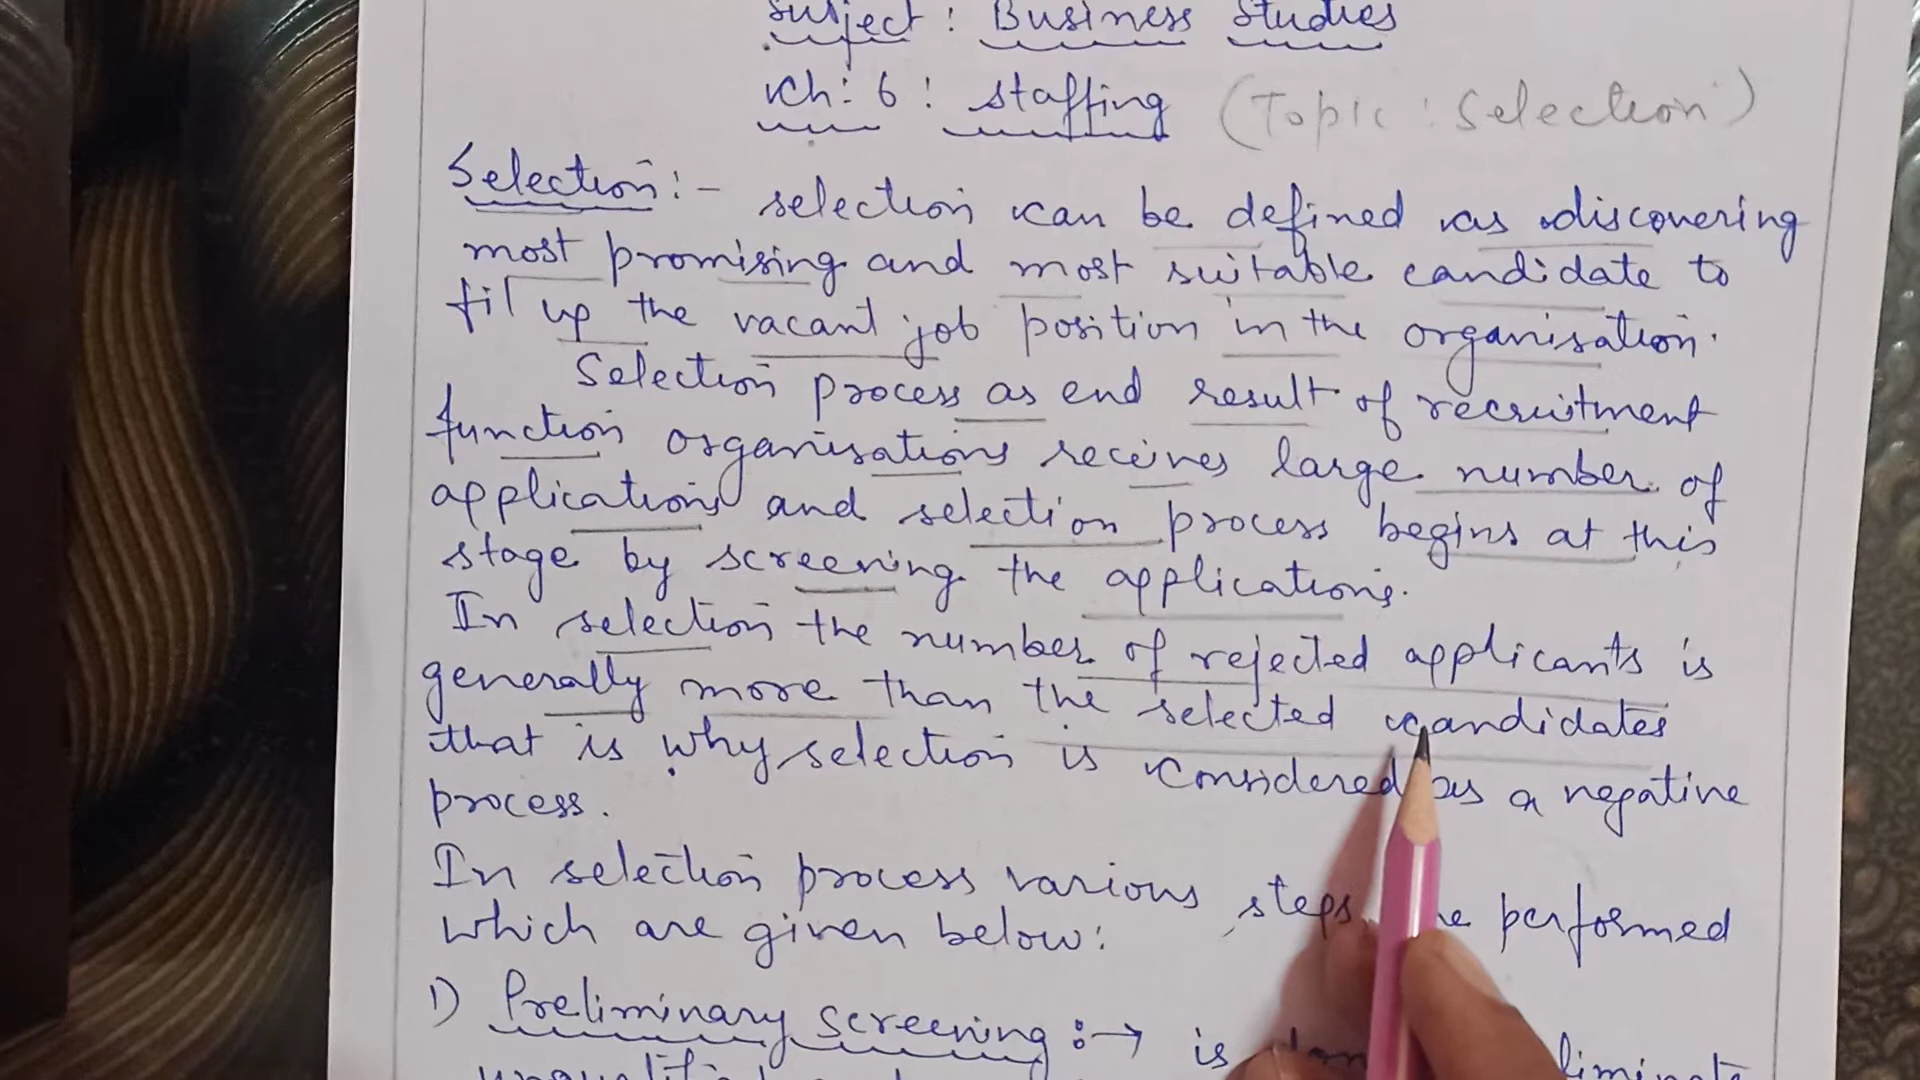 Subject : Business Studies
Ch: 6 : Staffing (Topic : Selection)
Selection:- selection can be defined as discovering
most promising and most suitable candidate to
fil up the vacant job position in the organisation.
Selection process as end result of recruitment
function organisations receives large number of
applications and selection process begins at this
stage by screening the applications.
In selection the number of rejected applicants is
generally more than the selected candidates
that is why selection is considered as a negative
process.
In selection process various steps performed
which are given below:
1) Preliminary screening :→ is